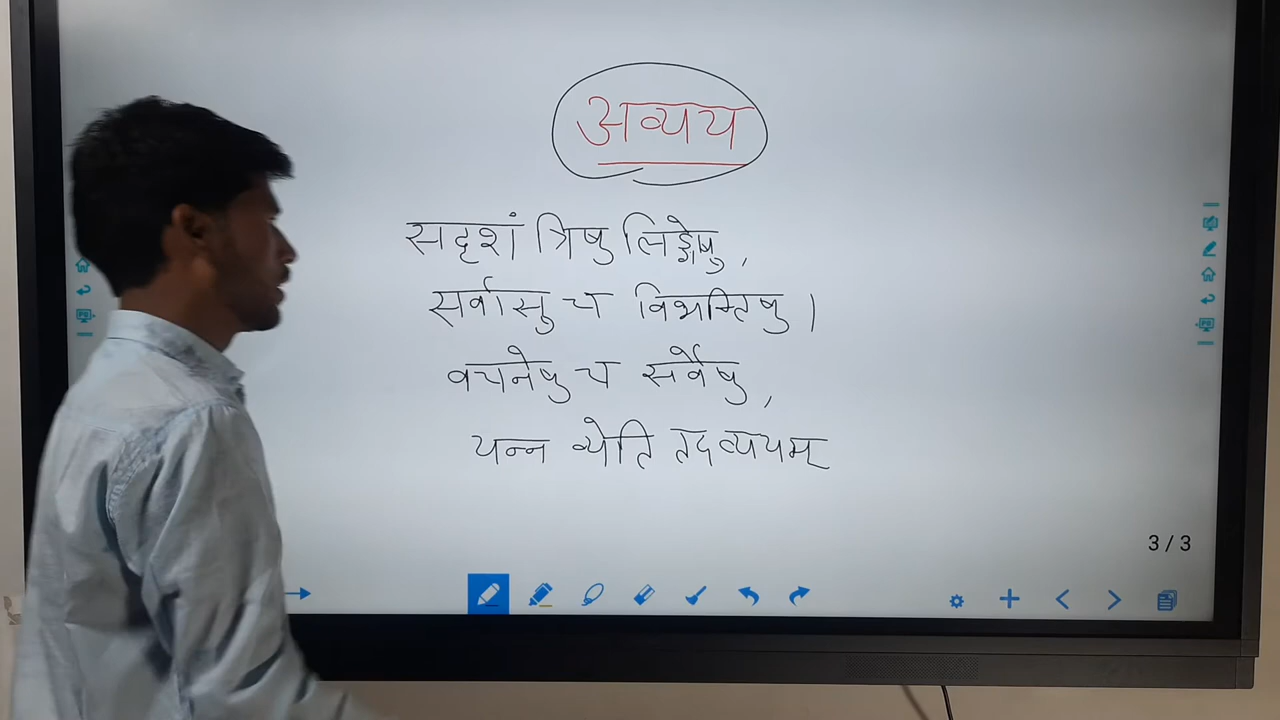 अव्यय
सदृशं त्रिषु लिङ्गेषु,
सर्वासु च विभक्तिषु।
वचनेषु च सर्वेषु,
यन्न व्येति तदव्ययम्
3/3